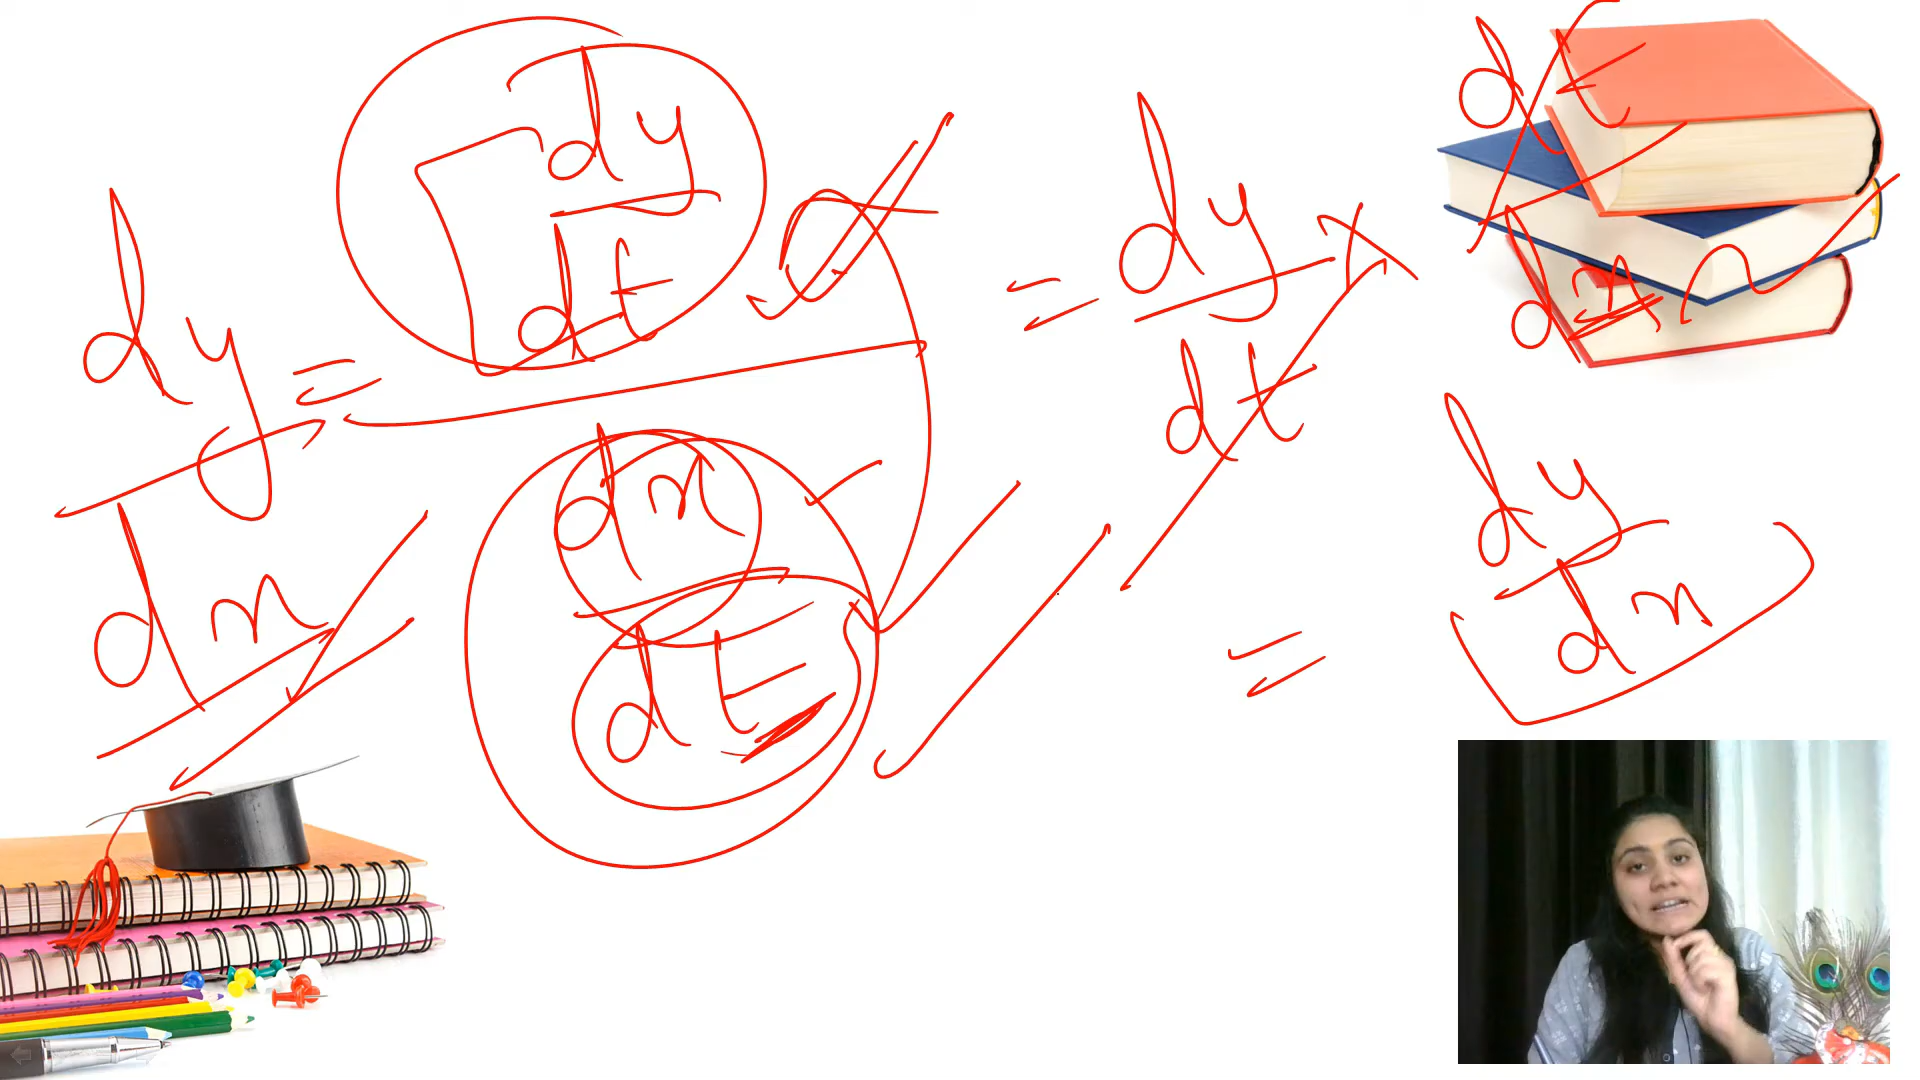 dy/dx = (dy/dt)/(dx/dt) = dy/dt × dt/dx
= dy/dx